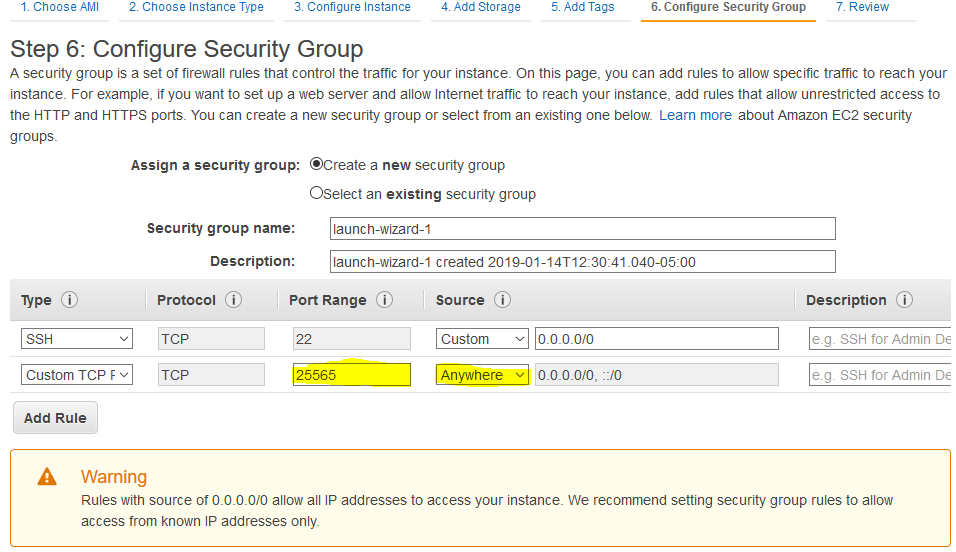 1. Choose AMI 2. Choose Instance Type 3. Configure Instance 4. Add Storage 5. Add Tags 6. Configure Security Group 7. Review
Step 6: Configure Security Group
A security group is a set of firewall rules that control the traffic for your instance. On this page, you can add rules to allow specific traffic to reach your
instance. For example, if you want to set up a web server and allow Internet traffic to reach your instance, add rules that allow unrestricted access to
the HTTP and HTTPS ports. You can create a new security group or select from an existing one below. Learn more about Amazon EC2 security
groups.
Assign a security group: Create a new security group
Select an existing security group
Security group name: launch-wizard-1
Description: launch-wizard-1 created 2019-01-14T12:30:41.040-05:00
Type i Protocol i Port Range i Source i Description i
SSH TCP 22 Custom 0.0.0.0/0 e.g. SSH for Admin De
Custom TCP F TCP 25565 Anywhere 0.0.0.0/0, ::/0 e.g. SSH for Admin De
Add Rule
Warning
Rules with source of 0.0.0.0/0 allow all IP addresses to access your instance. We recommend setting security group rules to allow
access from known IP addresses only.